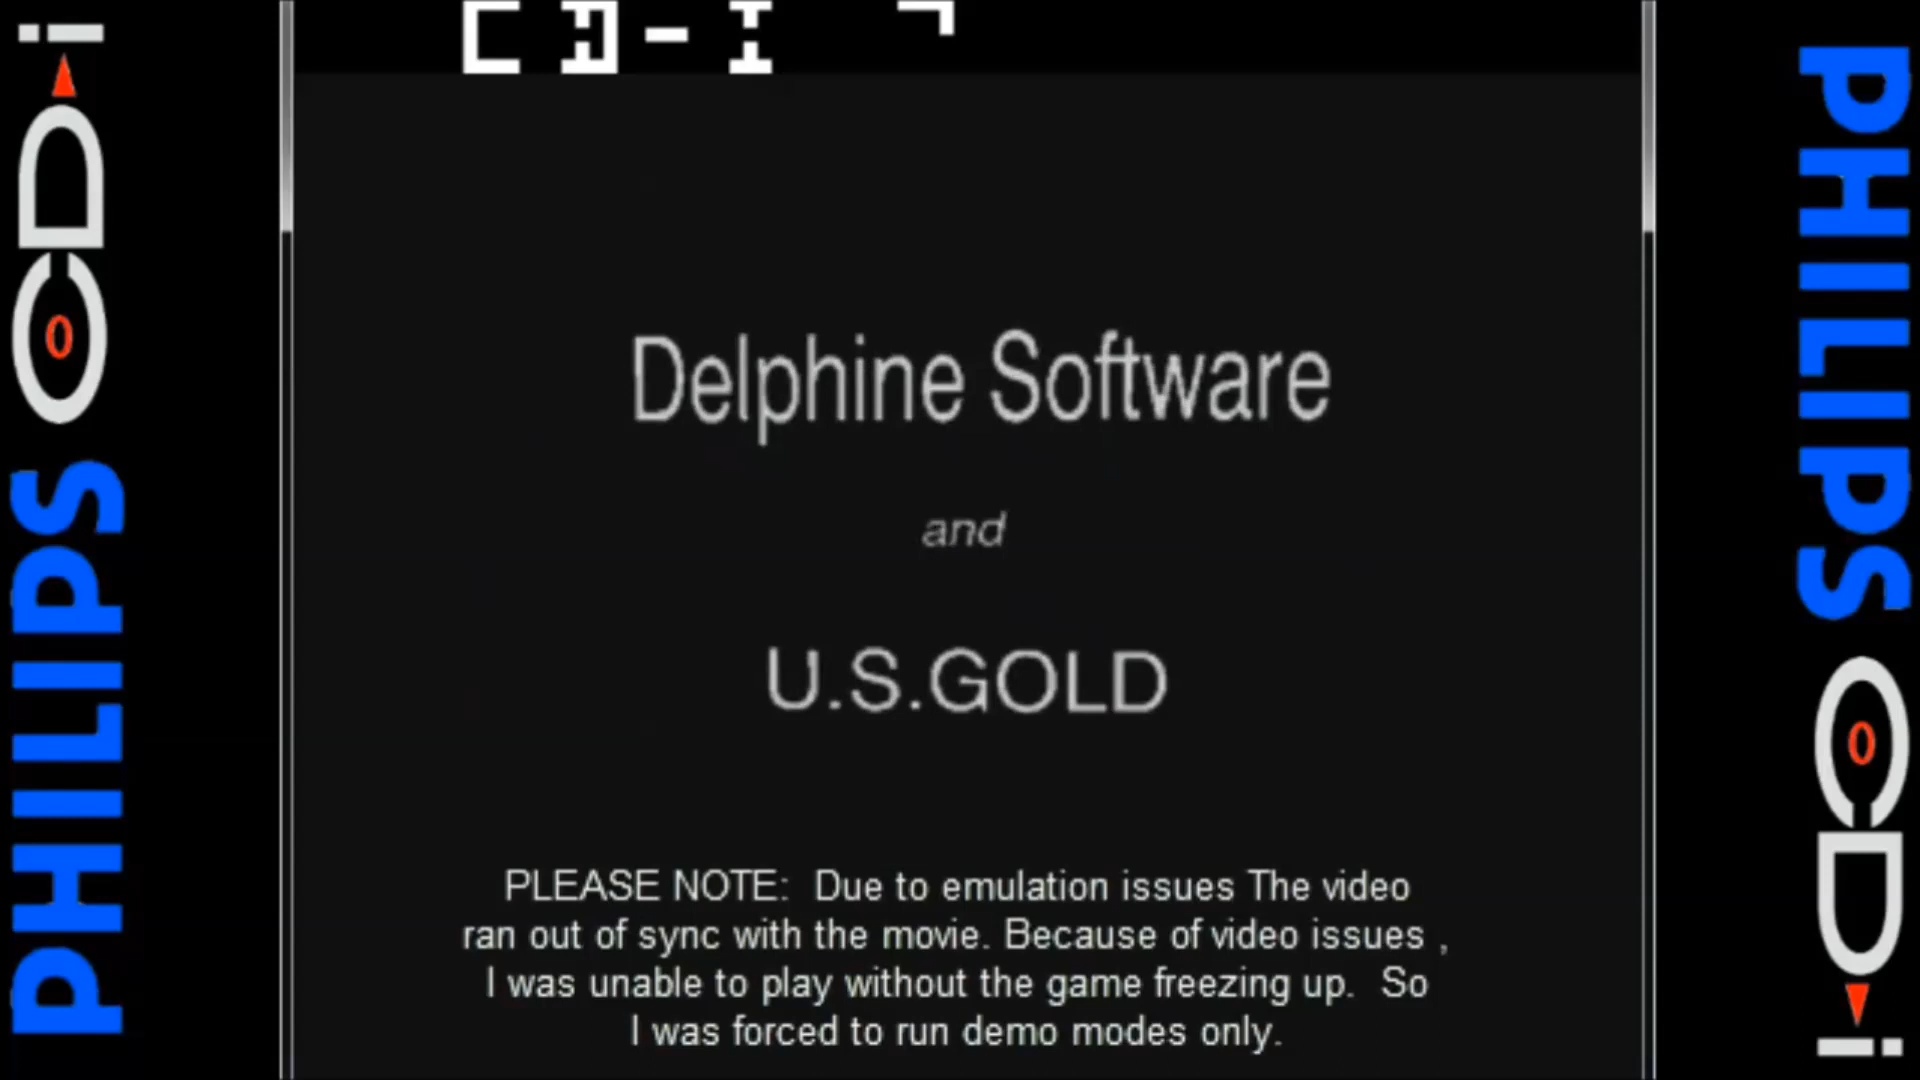 CD-I
PHILIPS CD-i
Delphine Software
and
U.S.GOLD
PLEASE NOTE:  Due to emulation issues The video
ran out of sync with the movie. Because of video issues ,
I was unable to play without the game freezing up.  So
I was forced to run demo modes only.
PHILIPS CD-i